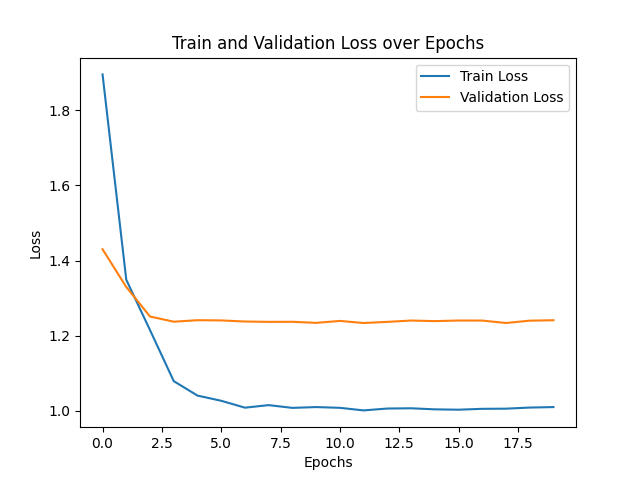 Train and Validation Loss over Epochs
Train Loss
Validation Loss
Loss
1.8
1.6
1.4
1.2
1.0
0.0 2.5 5.0 7.5 10.0 12.5 15.0 17.5
Epochs